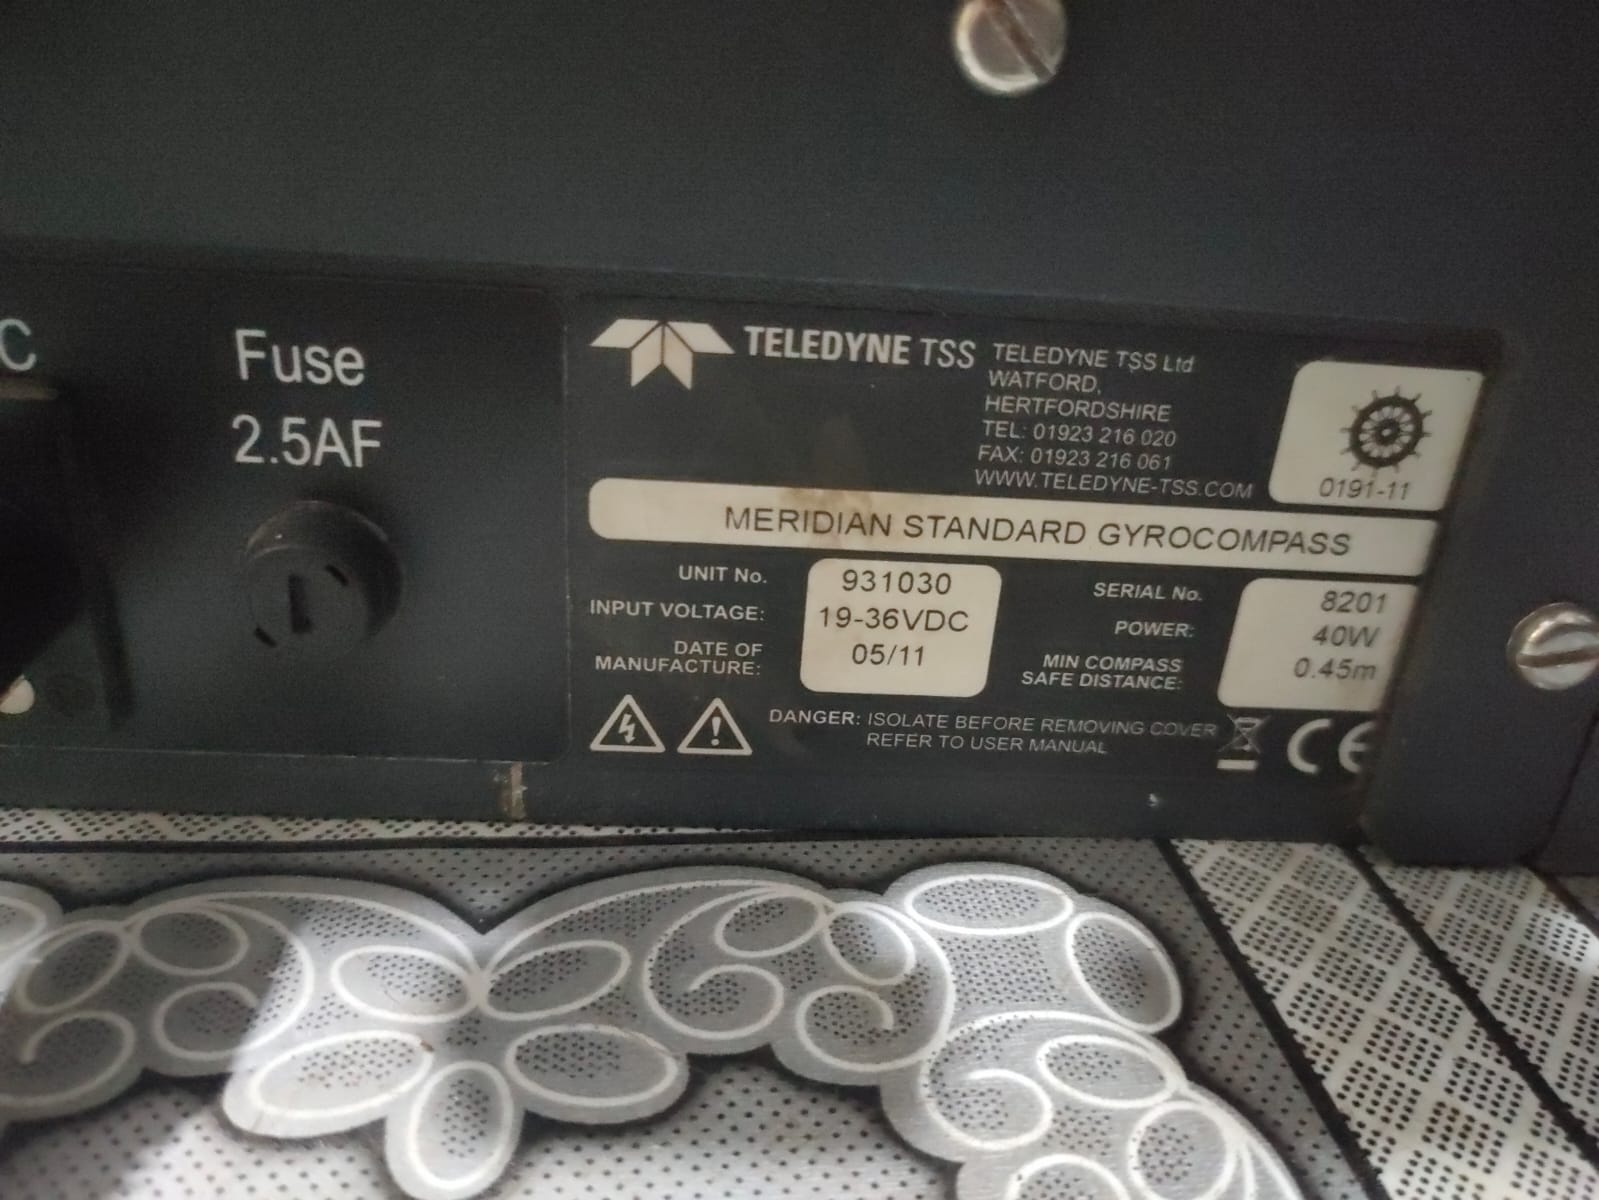 C
Fuse
2.5AF
TELEDYNE TSS
TELEDYNE TSS Ltd
WATFORD,
HERTFORDSHIRE
TEL: 01923 216 020
FAX: 01923 216 061
WWW.TELEDYNE-TSS.COM
0191-11
MERIDIAN STANDARD GYROCOMPASS
UNIT No. 931030
INPUT VOLTAGE: 19-36VDC
DATE OF
MANUFACTURE: 05/11
SERIAL No. 8201
POWER: 40W
MIN COMPASS
SAFE DISTANCE: 0.45m
DANGER: ISOLATE BEFORE REMOVING COVER
REFER TO USER MANUAL
CE